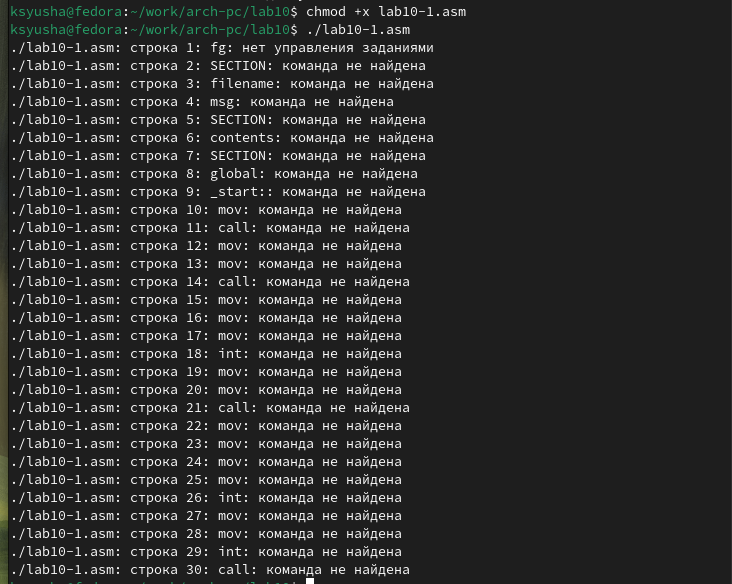 ksyusha@fedora:~/work/arch-pc/lab10$ chmod +x lab10-1.asm
ksyusha@fedora:~/work/arch-pc/lab10$ ./lab10-1.asm
./lab10-1.asm: строка 1: fg: нет управления заданиями
./lab10-1.asm: строка 2: SECTION: команда не найдена
./lab10-1.asm: строка 3: filename: команда не найдена
./lab10-1.asm: строка 4: msg: команда не найдена
./lab10-1.asm: строка 5: SECTION: команда не найдена
./lab10-1.asm: строка 6: contents: команда не найдена
./lab10-1.asm: строка 7: SECTION: команда не найдена
./lab10-1.asm: строка 8: global: команда не найдена
./lab10-1.asm: строка 9: _start:: команда не найдена
./lab10-1.asm: строка 10: mov: команда не найдена
./lab10-1.asm: строка 11: call: команда не найдена
./lab10-1.asm: строка 12: mov: команда не найдена
./lab10-1.asm: строка 13: mov: команда не найдена
./lab10-1.asm: строка 14: call: команда не найдена
./lab10-1.asm: строка 15: mov: команда не найдена
./lab10-1.asm: строка 16: mov: команда не найдена
./lab10-1.asm: строка 17: mov: команда не найдена
./lab10-1.asm: строка 18: int: команда не найдена
./lab10-1.asm: строка 19: mov: команда не найдена
./lab10-1.asm: строка 20: mov: команда не найдена
./lab10-1.asm: строка 21: call: команда не найдена
./lab10-1.asm: строка 22: mov: команда не найдена
./lab10-1.asm: строка 23: mov: команда не найдена
./lab10-1.asm: строка 24: mov: команда не найдена
./lab10-1.asm: строка 25: mov: команда не найдена
./lab10-1.asm: строка 26: int: команда не найдена
./lab10-1.asm: строка 27: mov: команда не найдена
./lab10-1.asm: строка 28: mov: команда не найдена
./lab10-1.asm: строка 29: int: команда не найдена
./lab10-1.asm: строка 30: call: команда не найдена